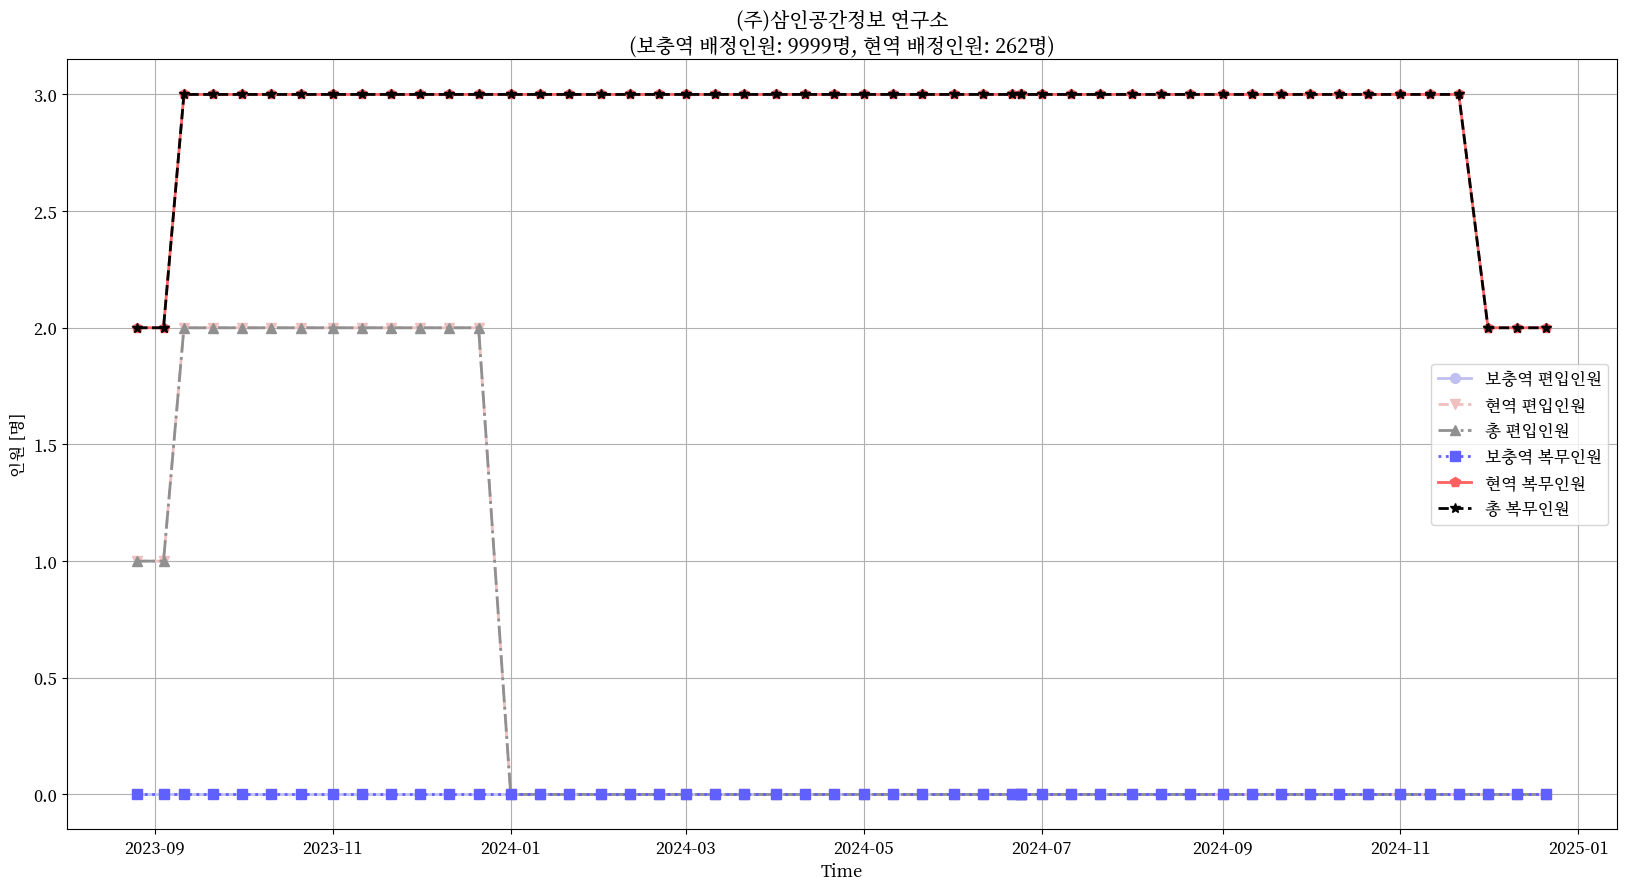 (주)삼인공간정보 연구소
(보충역 배정인원: 9999명, 현역 배정인원: 262명)
3.0
2.5
2.0
1.5
1.0
0.5
0.0
인원 [명]
보충역 편입인원
현역 편입인원
총 편입인원
보충역 복무인원
현역 복무인원
총 복무인원
2023-09 2023-11 2024-01 2024-03 2024-05 2024-07 2024-09 2024-11 2025-01
Time